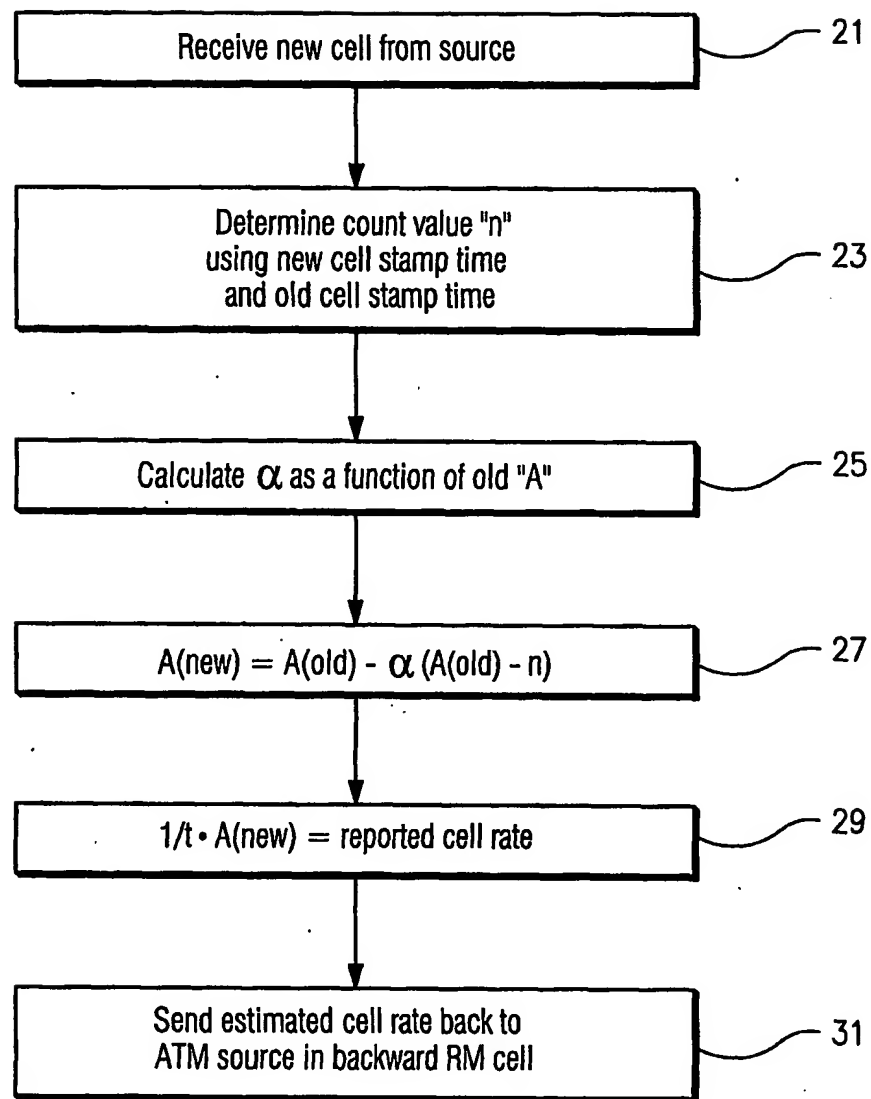 Receive new cell from source
21
Determine count value "n"
using new cell stamp time
and old cell stamp time
23
Calculate α as a function of old "A"
25
A(new) = A(old) - α (A(old) - n)
27
1/t • A(new) = reported cell rate
29
Send estimated cell rate back to
ATM source in backward RM cell
31